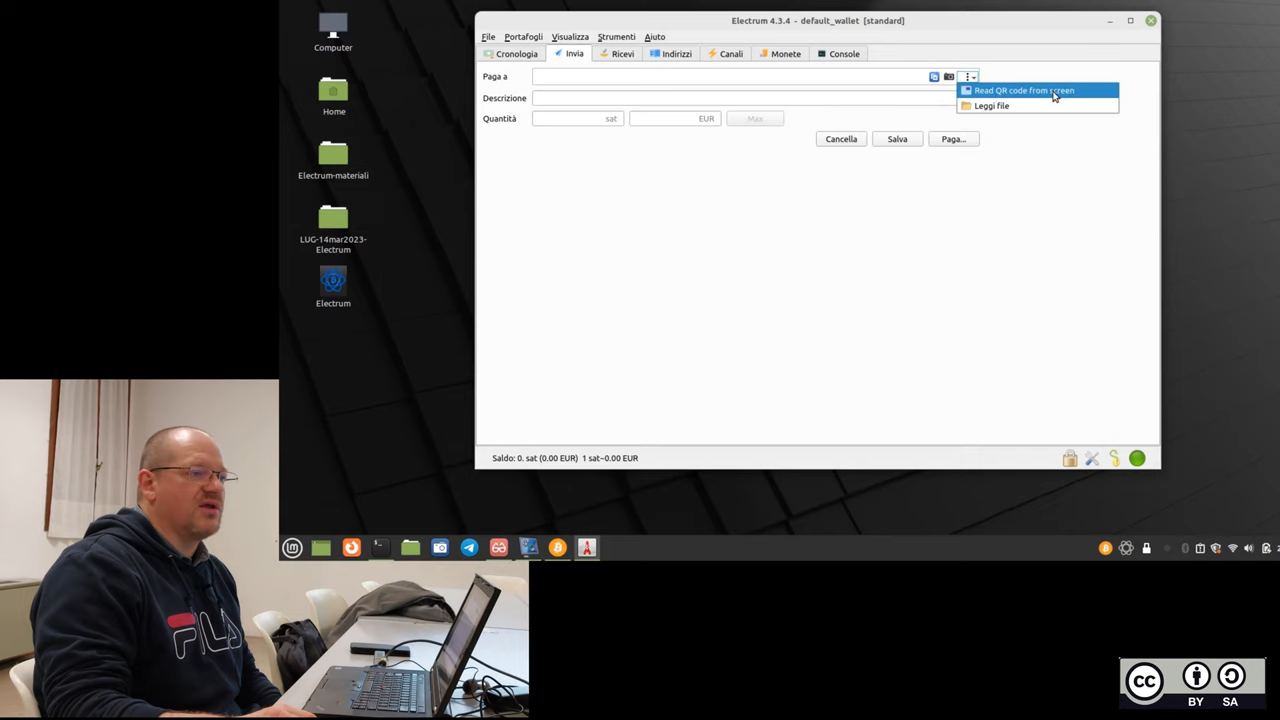 Electrum 4.3.4 - default_wallet [standard]
File Portafogli Visualizza Strumenti Aiuto
Cronologia Invia Ricevi Indirizzi Canali Monete Console
Paga a
Read QR code from screen
Leggi file
Descrizione
Quantità sat EUR Max
Cancella Salva Paga...
Saldo: 0. sat (0.00 EUR) 1 sat~0.00 EUR
Computer
Home
Electrum-materiali
LUG-14mar2023-
Electrum
Electrum
FILA
CC
BY SA